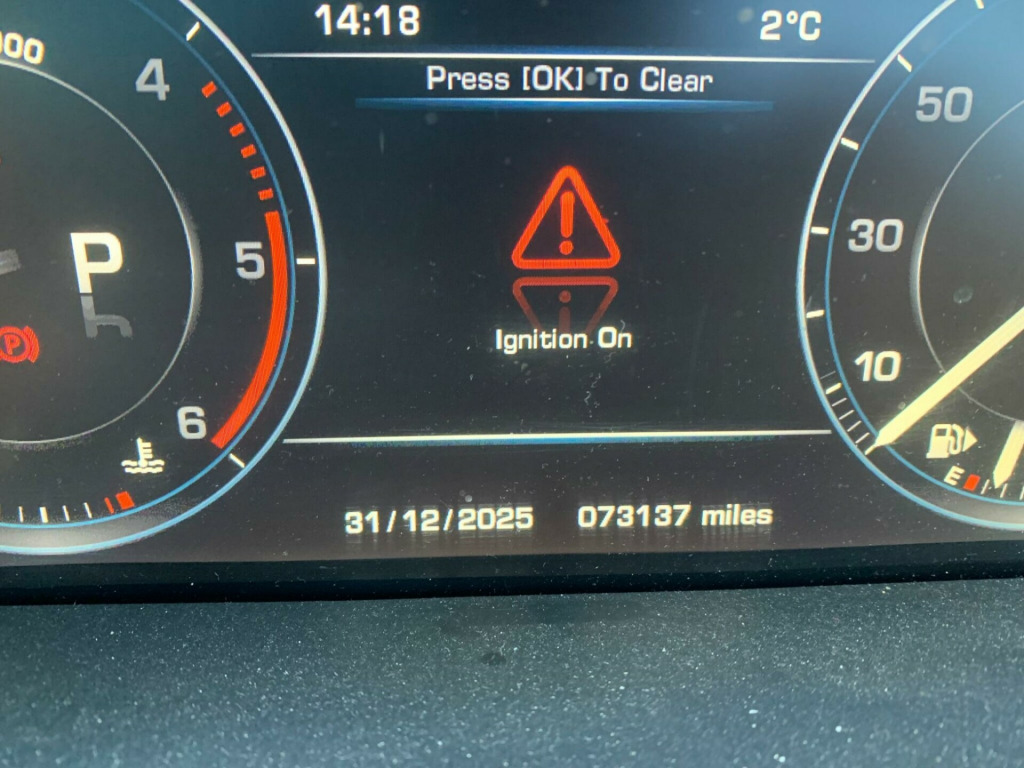 14:18 2°C
Press [OK] To Clear
000
4
50
P
5
30
P
Ignition On
10
6
E
31/12/2025 073137 miles